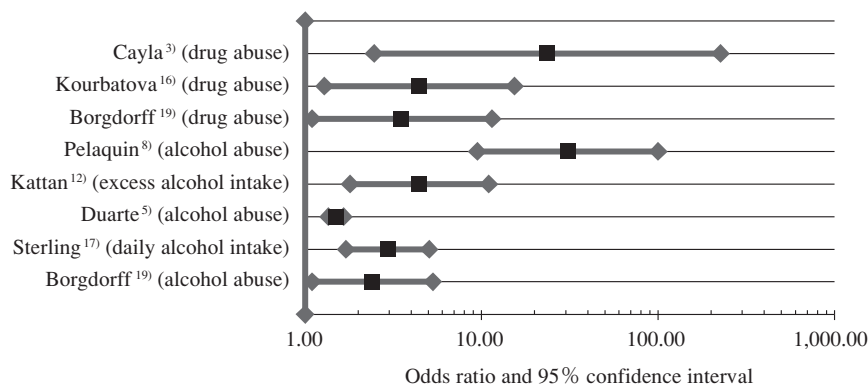 Cayla 3) (drug abuse)
Kourbatova 16) (drug abuse)
Borgdorff 19) (drug abuse)
Pelaquin 8) (alcohol abuse)
Kattan 12) (excess alcohol intake)
Duarte 5) (alcohol abuse)
Sterling 17) (daily alcohol intake)
Borgdorff 19) (alcohol abuse)
1.00 10.00 100.00 1,000.00
Odds ratio and 95% confidence interval